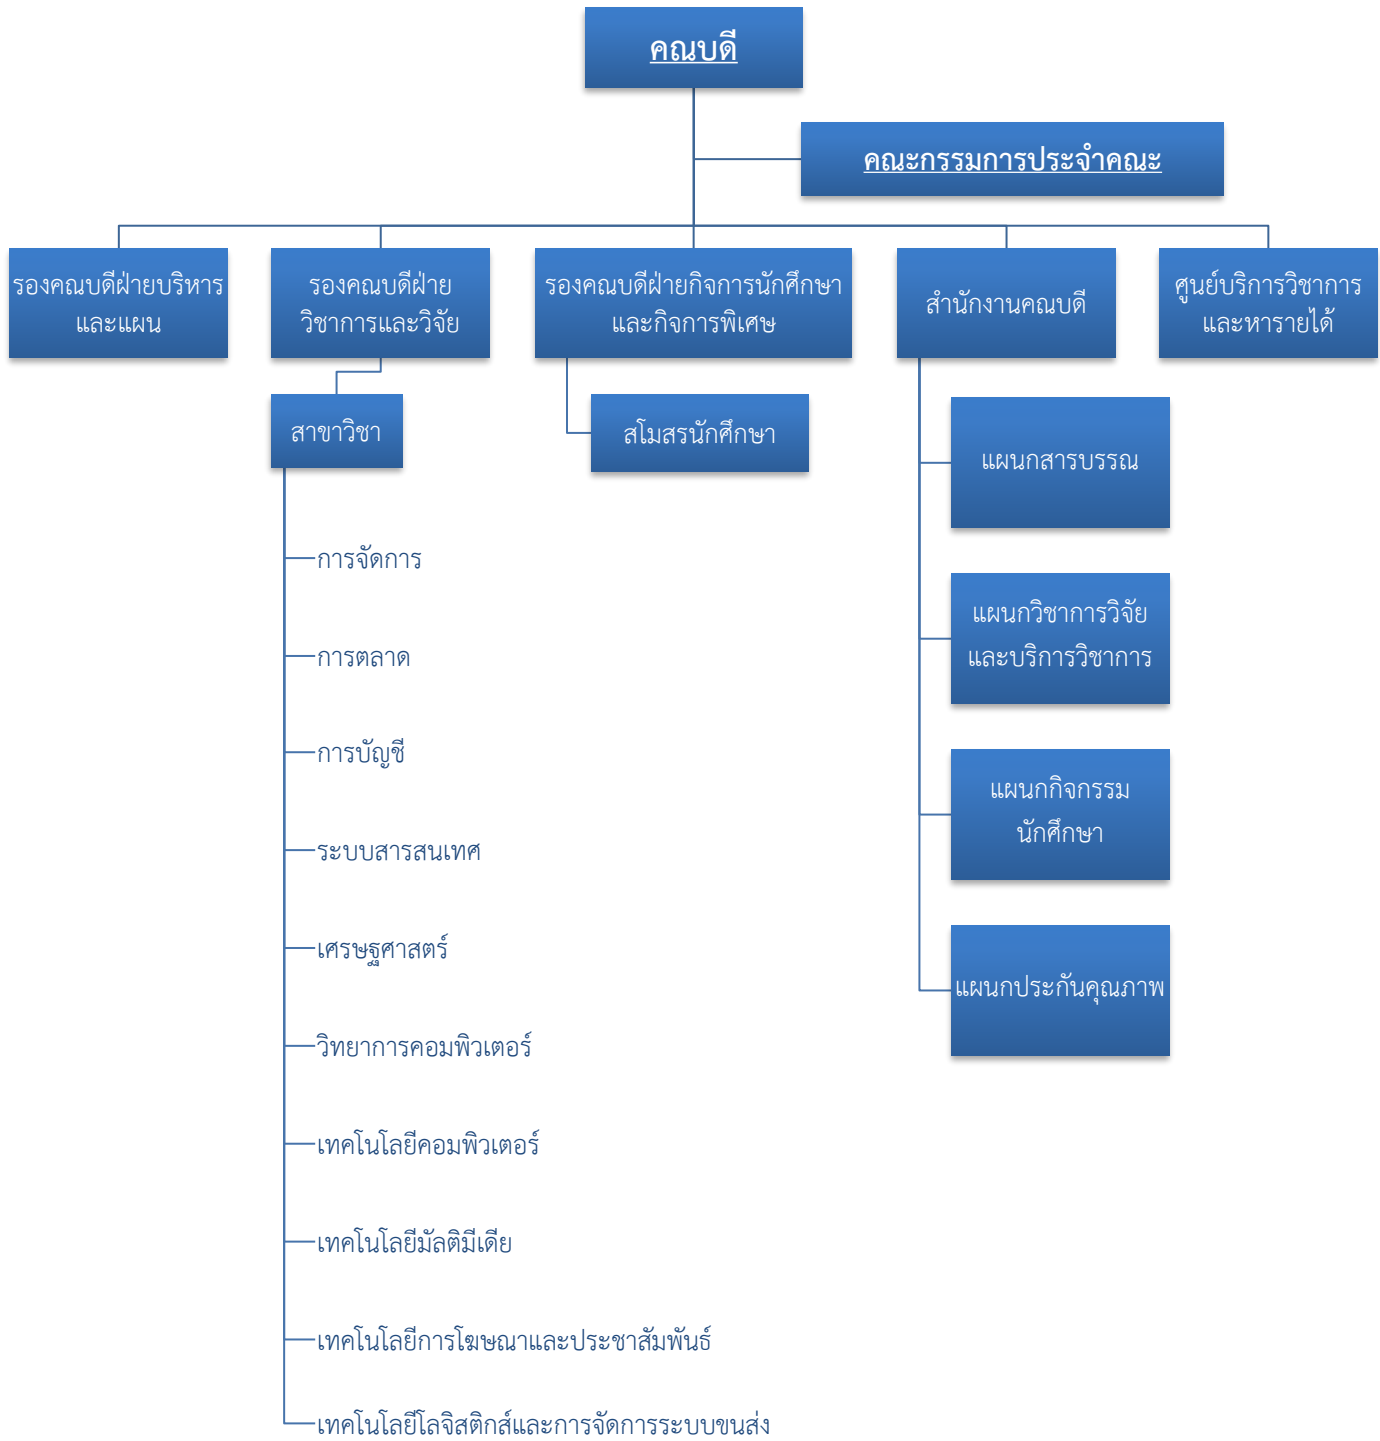 คณบดี
คณะกรรมการประจำคณะ
รองคณบดีฝ่ายบริหาร
และแผน
รองคณบดีฝ่าย
วิชาการและวิจัย
รองคณบดีฝ่ายกิจการนักศึกษา
และกิจการพิเศษ
สำนักงานคณบดี
ศูนย์บริการวิชาการ
และหารายได้
สาขาวิชา
สโมสรนักศึกษา
แผนกสารบรรณ
แผนกวิชาการวิจัย
และบริการวิชาการ
แผนกกิจกรรม
นักศึกษา
แผนกประกันคุณภาพ
การจัดการ
การตลาด
การบัญชี
ระบบสารสนเทศ
เศรษฐศาสตร์
วิทยาการคอมพิวเตอร์
เทคโนโลยีคอมพิวเตอร์
เทคโนโลยีมัลติมีเดีย
เทคโนโลยีการโฆษณาและประชาสัมพันธ์
เทคโนโลยีโลจิสติกส์และการจัดการระบบขนส่ง